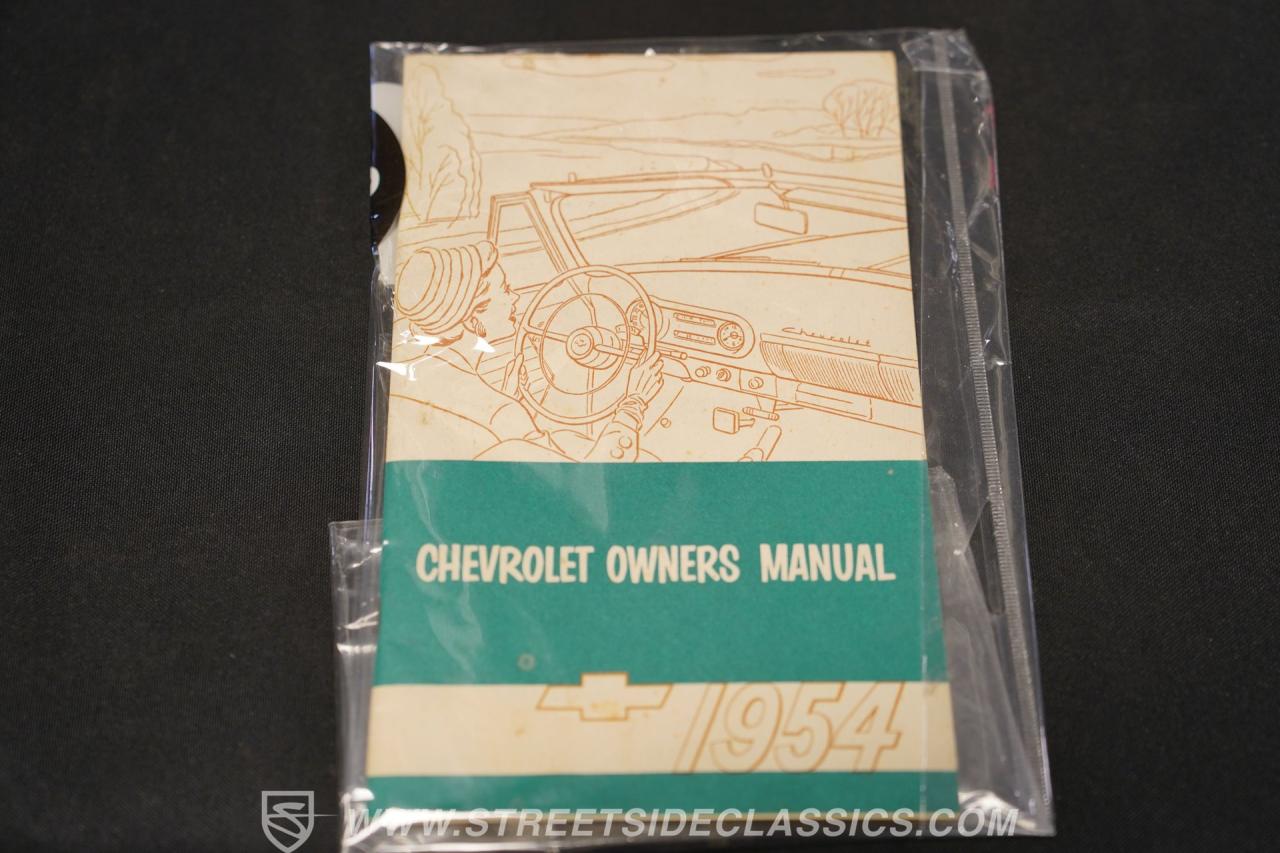 Chevrolet
CHEVROLET OWNERS MANUAL
1954
WWW.STREETSIDECLASSICS.COM